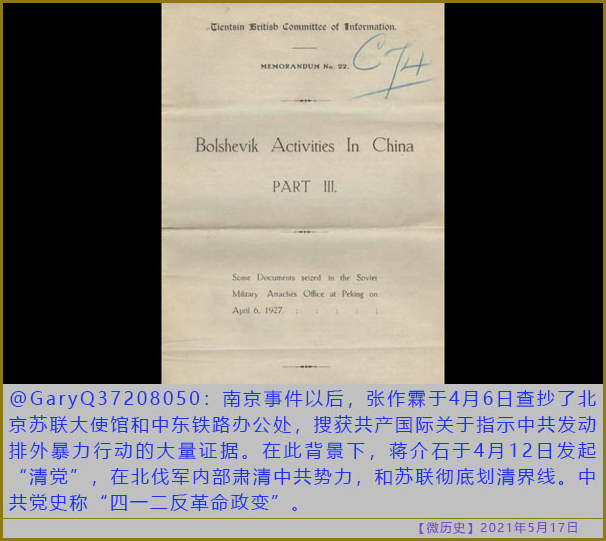 Tientsin British Committee of Information.
MEMORANDUM No. 22.
C74
Bolshevik Activities In China
PART III.
Some Documents seized in the Soviet
Military Attaches Office at Peking on
April 6, 1927. : : : : :
@GaryQ37208050：南京事件以后，张作霖于4月6日查抄了北
京苏联大使馆和中东铁路办公处，搜获共产国际关于指示中共发动
排外暴力行动的大量证据。在此背景下，蒋介石于4月12日发起
“清党”，在北伐军内部肃清中共势力，和苏联彻底划清界线。中
共党史称“四一二反革命政变”。
【微历史】2021年5月17日